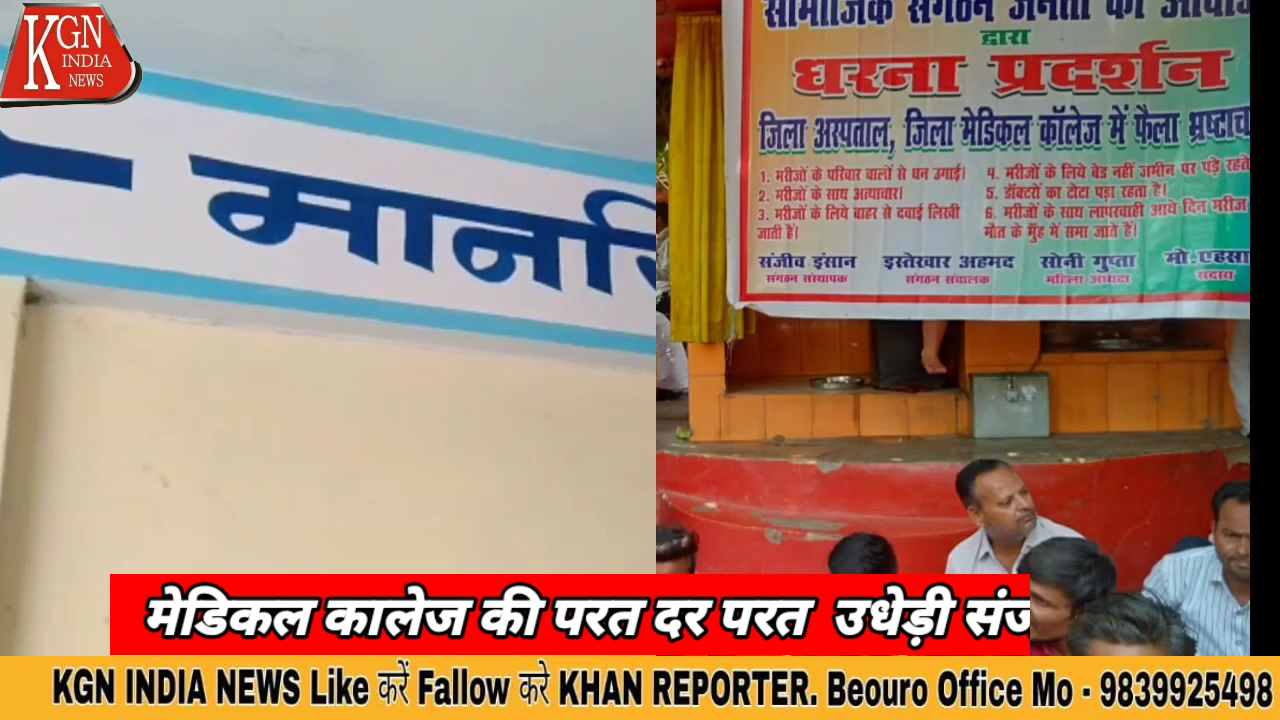 KGN
INDIA
NEWS
सामाजिक संगठन जनता की
द्वारा
धरना प्रदर्शन
जिला अस्पताल, जिला मेडिकल कॉलेज में फैला
1. मरीजों के परिवार वालों से धन उगाई।
2. मरीजों के साथ अत्याचार।
3. मरीजों के लिये बाहर से दवाई लिखी
जाती हैं।
4. मरीजों के लिये बेड नहीं जमीन पर पड़े रहते
5. डॉक्टरों का टोटा पड़ा रहता है।
6. मरीजों के साथ लापरवाही आये दिन मरीज
मौत के मुँह में समा जाते हैं।
संजीव इंसान इस्तेखार अहमद सोनी गुप्ता मो.एहसा
संगठन संस्थापक संगठन संचालक महिला अध्यक्षा सदस्य
मेडिकल कालेज की परत दर परत उधेड़ी
KGN INDIA NEWS Like करें Fallow करे KHAN REPORTER. Beouro Office Mo - 9839925498